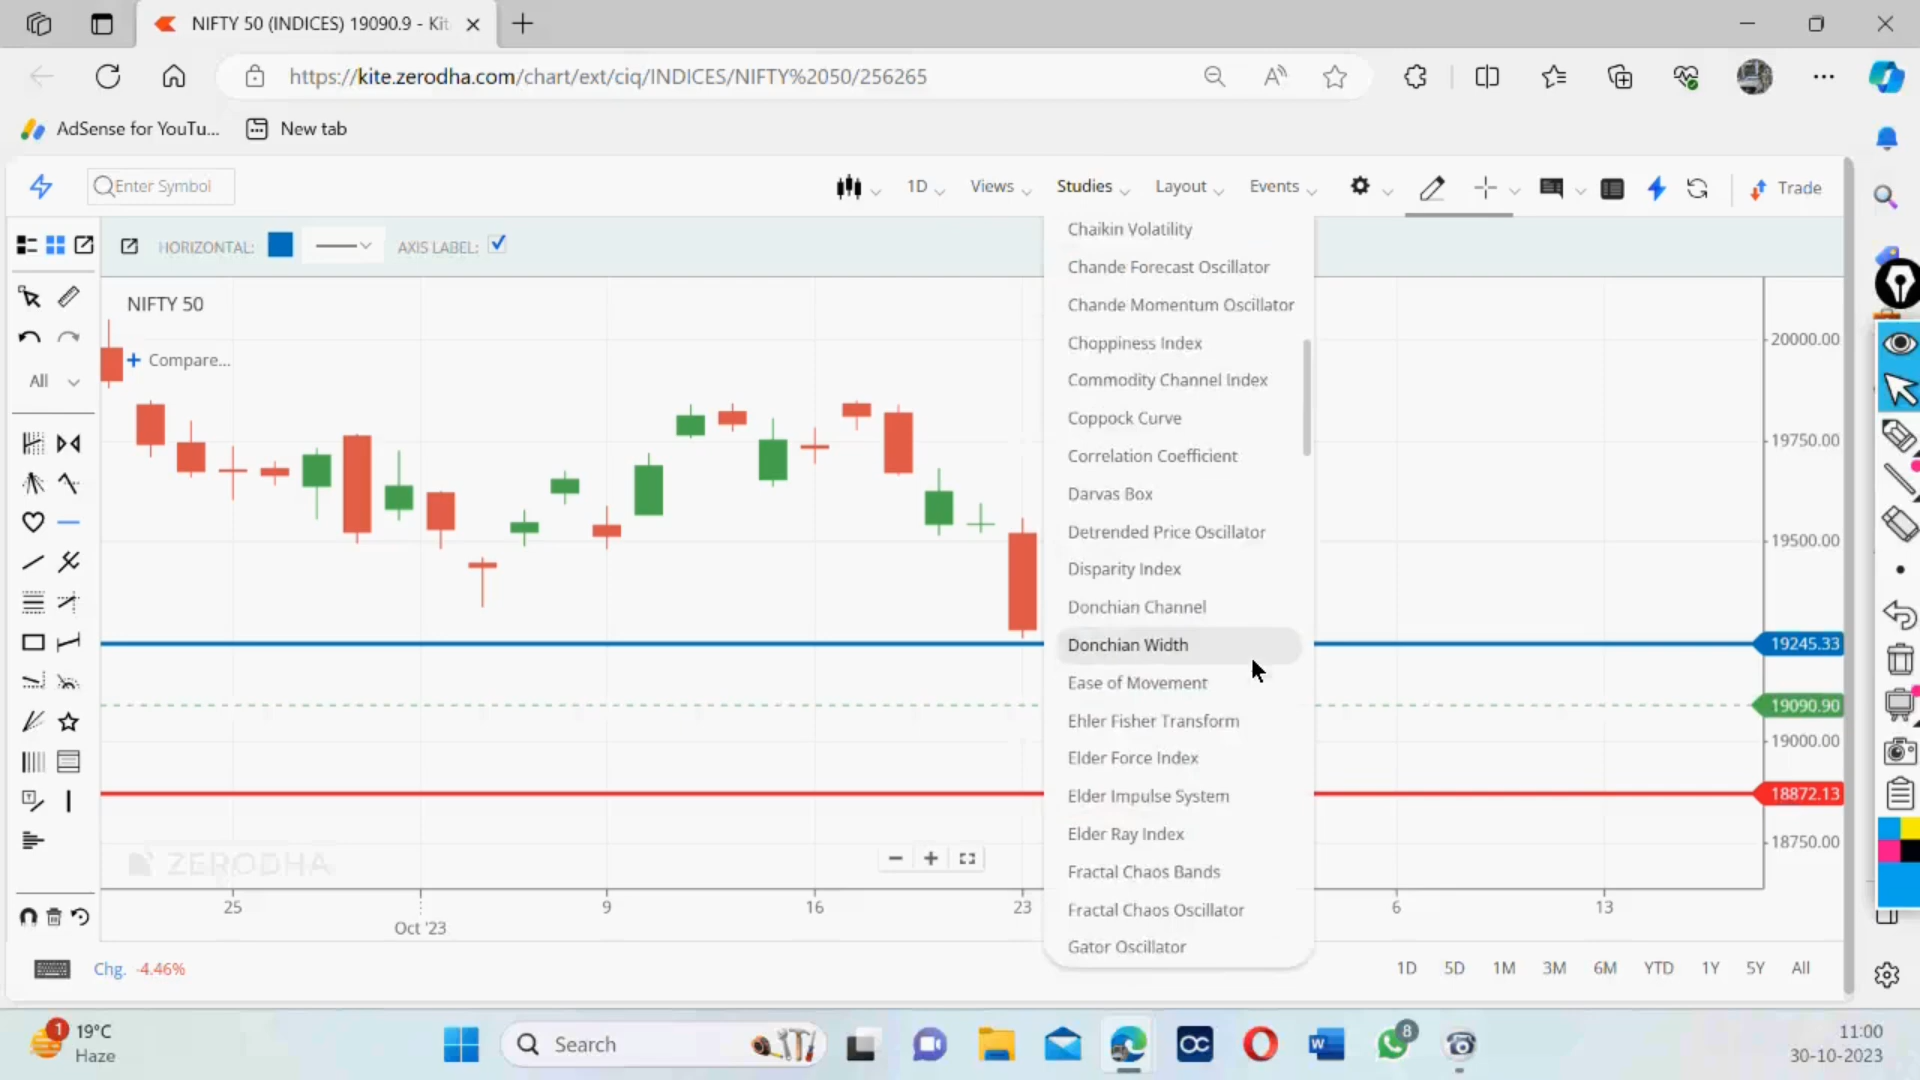 NIFTY 50 (INDICES) 19090.9 - Kit
https://kite.zerodha.com/chart/ext/ciq/INDICES/NIFTY%2050/256265
AdSense for YouTu...
New tab
Enter Symbol
1D
Views
Studies
Layout
Events
Trade
HORIZONTAL:
AXIS LABEL:
NIFTY 50
Compare...
All
Chaikin Volatility
Chande Forecast Oscillator
Chande Momentum Oscillator
Choppiness Index
Commodity Channel Index
Coppock Curve
Correlation Coefficient
Darvas Box
Detrended Price Oscillator
Disparity Index
Donchian Channel
Donchian Width
Ease of Movement
Ehler Fisher Transform
Elder Force Index
Elder Impulse System
Elder Ray Index
Fractal Chaos Bands
Fractal Chaos Oscillator
Gator Oscillator
20000.00
19750.00
19500.00
19245.33
19090.90
19000.00
18872.13
18750.00
ZERODHA
25
9
16
23
6
13
Oct '23
Chg. -4.46%
1D 5D 1M 3M 6M YTD 1Y 5Y All
1
19°C
Haze
Search
8
11:00
30-10-2023